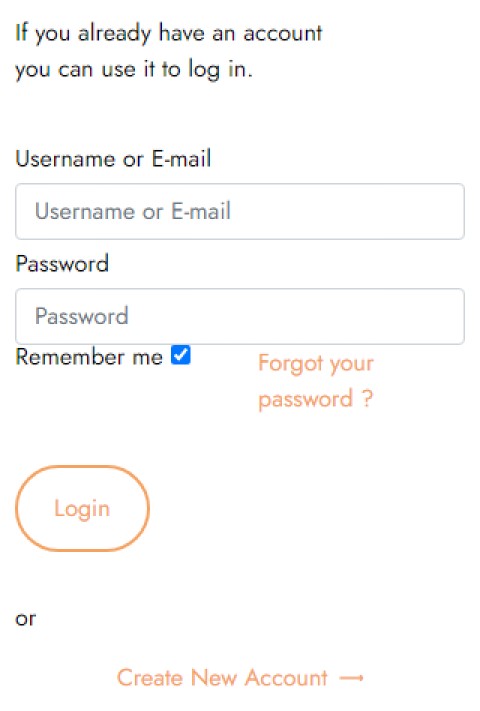 If you already have an account
you can use it to log in.
Username or E-mail
Username or E-mail
Password
Password
Remember me
Forgot your
password ?
Login
or
Create New Account ⟶